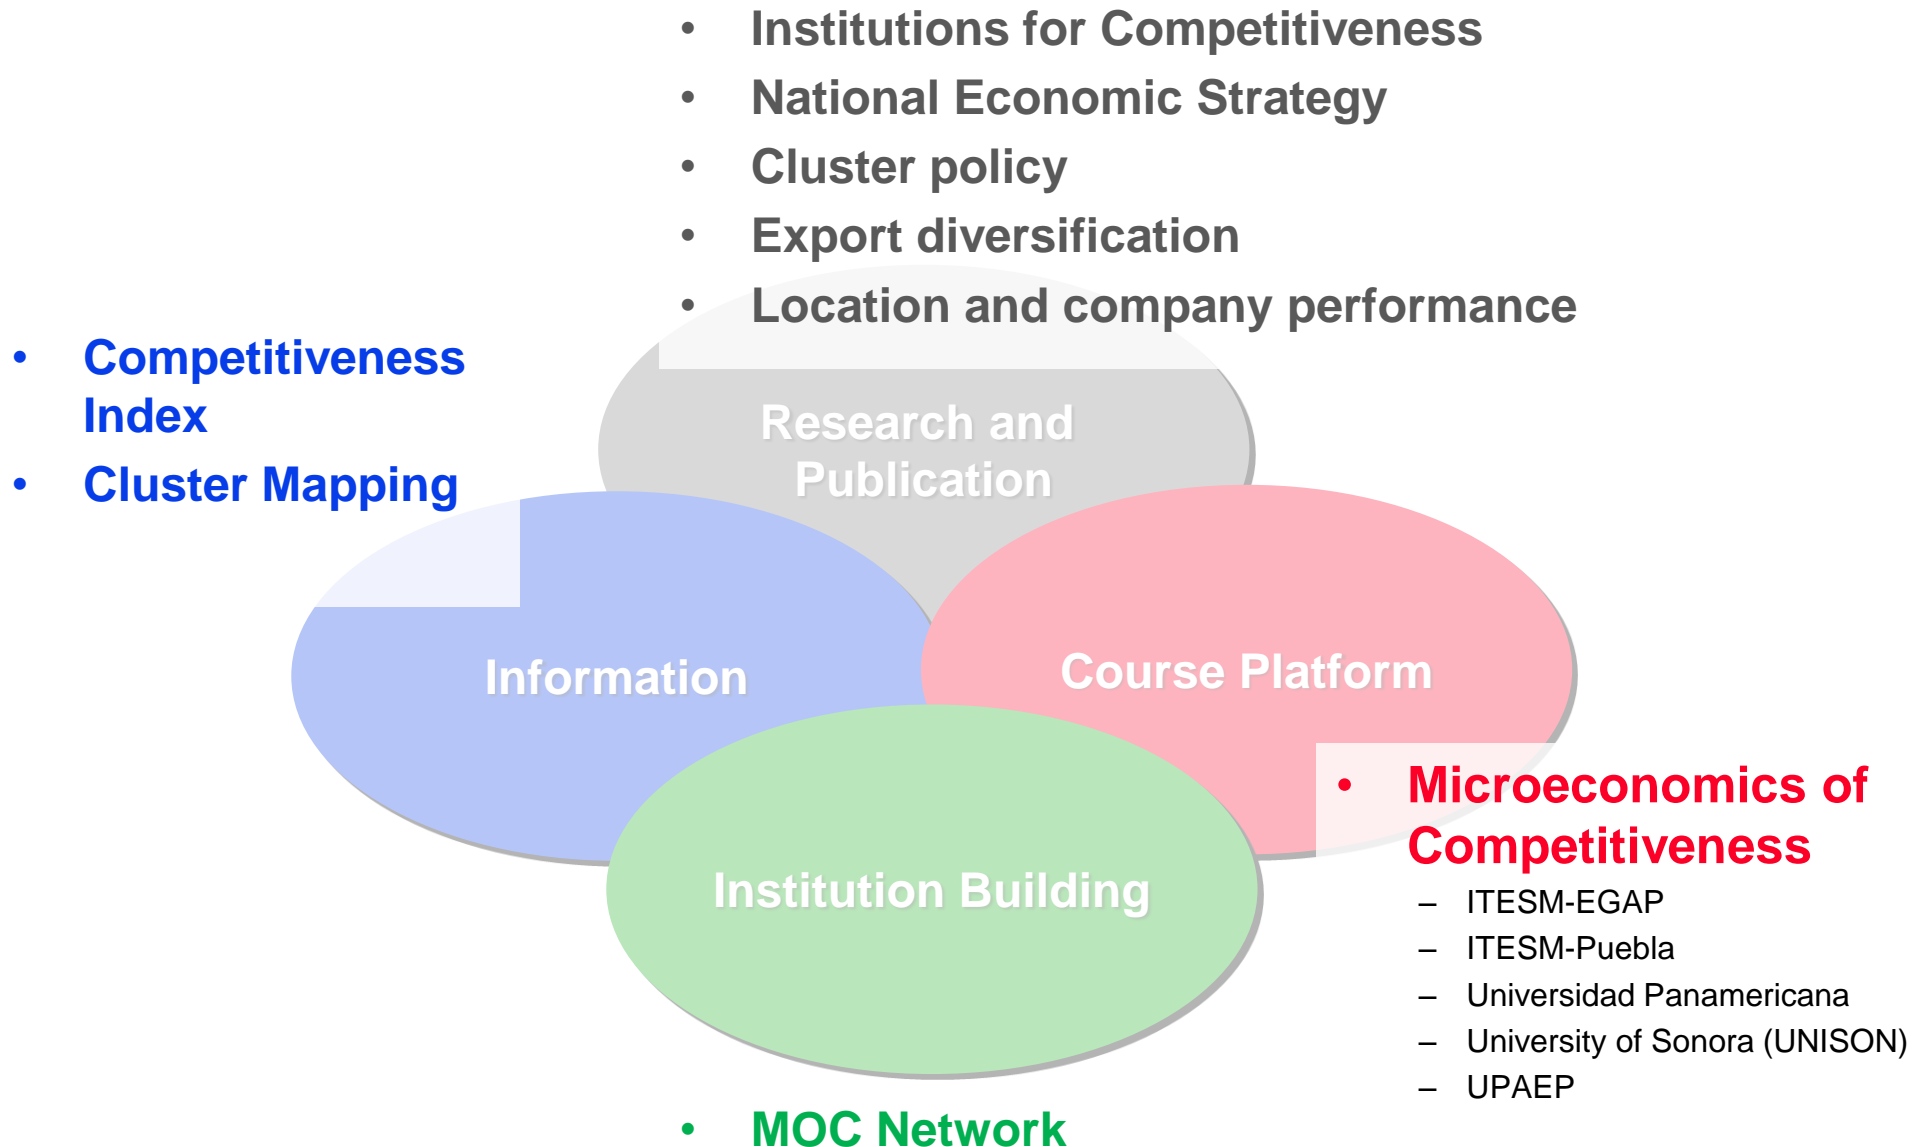 • Institutions for Competitiveness
• National Economic Strategy
• Cluster policy
• Export diversification
• Location and company performance
• Competitiveness
Index
• Cluster Mapping
Research and
Publication
Information
Course Platform
• Microeconomics of
Competitiveness
– ITESM-EGAP
– ITESM-Puebla
– Universidad Panamericana
– University of Sonora (UNISON)
– UPAEP
Institution Building
• MOC Network